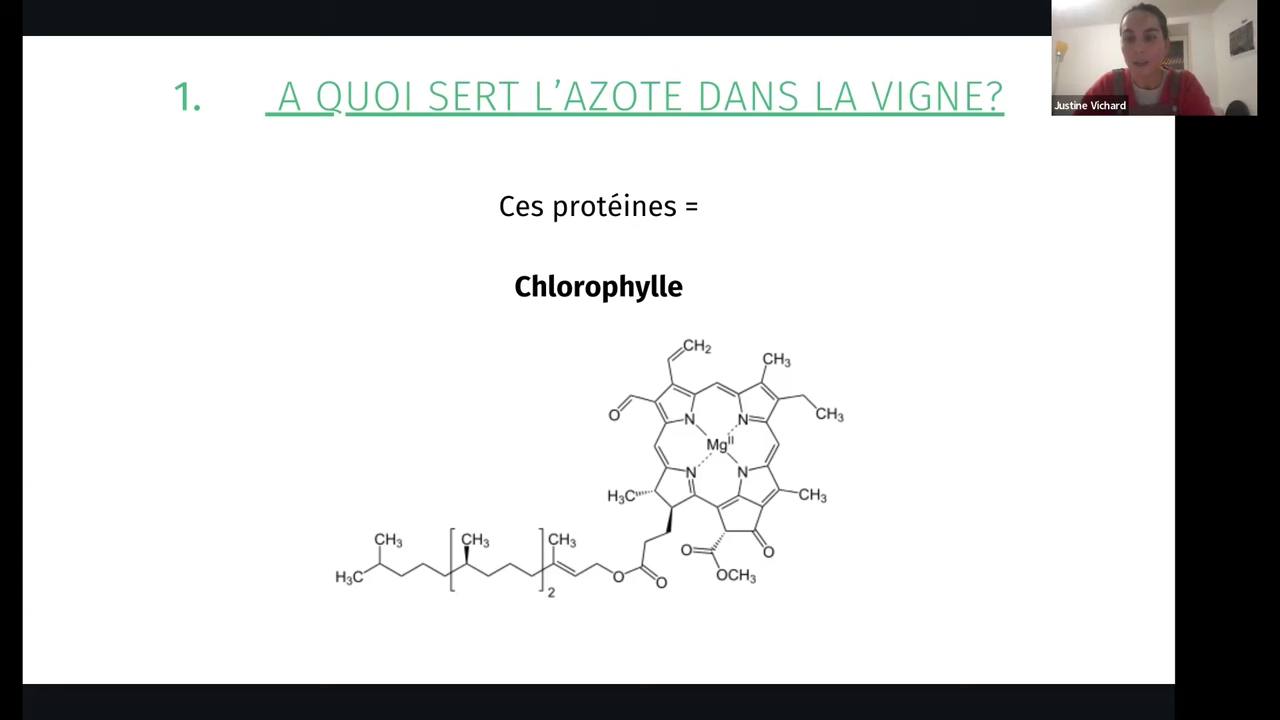 1. A QUOI SERT L’AZOTE DANS LA VIGNE?
Justine Vichard
Ces protéines =
Chlorophylle
CH₂
CH₃
O
N
N
CH₃
Mgᴵᴵ
N
N
H₃C
CH₃
CH₃
CH₃
CH₃
O
O
H₃C
O
O
OCH₃
2